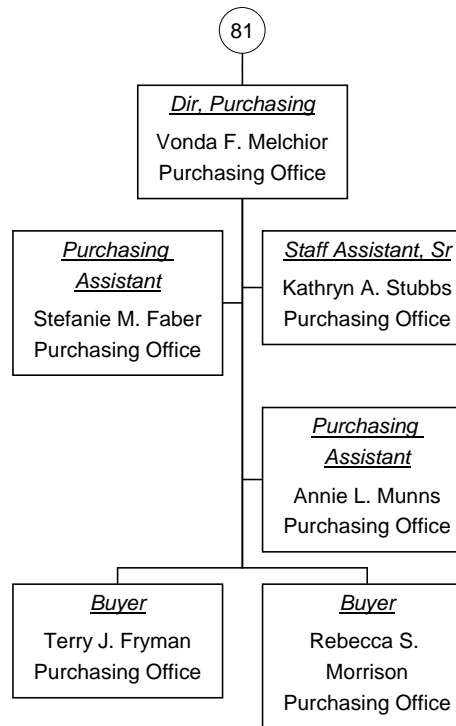 81
Dir, Purchasing
Vonda F. Melchior
Purchasing Office
Purchasing
Assistant
Stefanie M. Faber
Purchasing Office
Staff Assistant, Sr
Kathryn A. Stubbs
Purchasing Office
Purchasing
Assistant
Annie L. Munns
Purchasing Office
Buyer
Terry J. Fryman
Purchasing Office
Buyer
Rebecca S.
Morrison
Purchasing Office